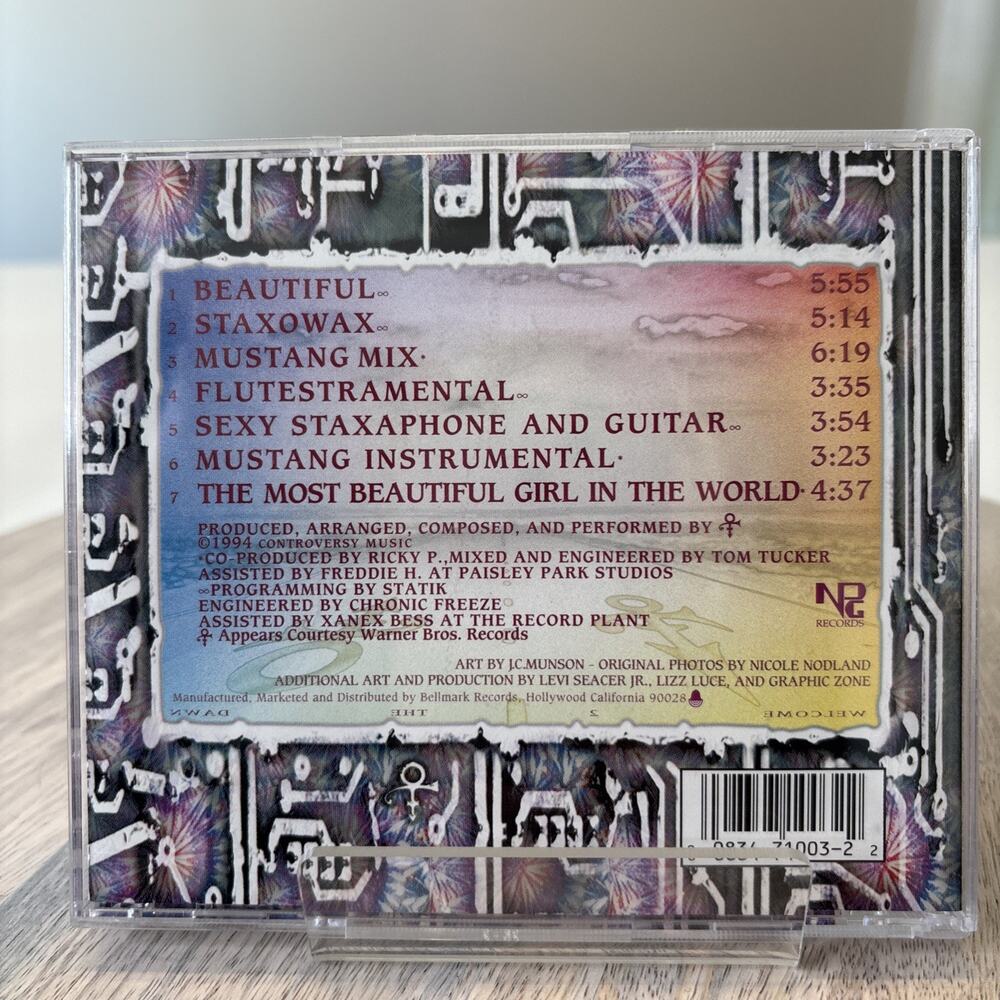 1 BEAUTIFUL∞ 5:55
2 STAXOWAX∞ 5:14
3 MUSTANG MIX· 6:19
4 FLUTESTRAMENTAL∞ 3:35
5 SEXY STAXAPHONE AND GUITAR∞ 3:54
6 MUSTANG INSTRUMENTAL· 3:23
7 THE MOST BEAUTIFUL GIRL IN THE WORLD· 4:37
PRODUCED, ARRANGED, COMPOSED, AND PERFORMED BY
©1994 CONTROVERSY MUSIC
·CO-PRODUCED BY RICKY P.,MIXED AND ENGINEERED BY TOM TUCKER
ASSISTED BY FREDDIE H. AT PAISLEY PARK STUDIOS
∞PROGRAMMING BY STATIK
ENGINEERED BY CHRONIC FREEZE
ASSISTED BY XANEX BESS AT THE RECORD PLANT
Appears Courtesy Warner Bros. Records
NPG
RECORDS
ART BY J.C.MUNSON - ORIGINAL PHOTOS BY NICOLE NODLAND
ADDITIONAL ART AND PRODUCTION BY LEVI SEACER JR., LIZZ LUCE, AND GRAPHIC ZONE
Manufactured, Marketed and Distributed by Bellmark Records, Hollywood California 90028
WELCOME 2 THE DAWN
71003-2 2